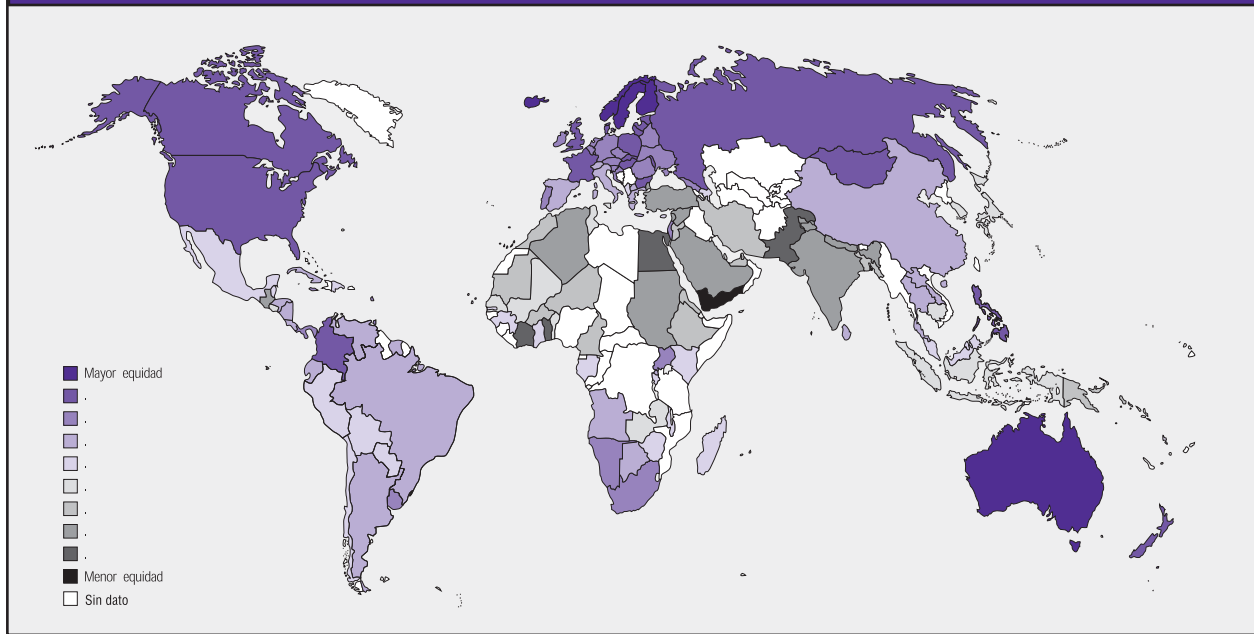 Mayor equidad
.
.
.
.
.
.
.
.
Menor equidad
Sin dato